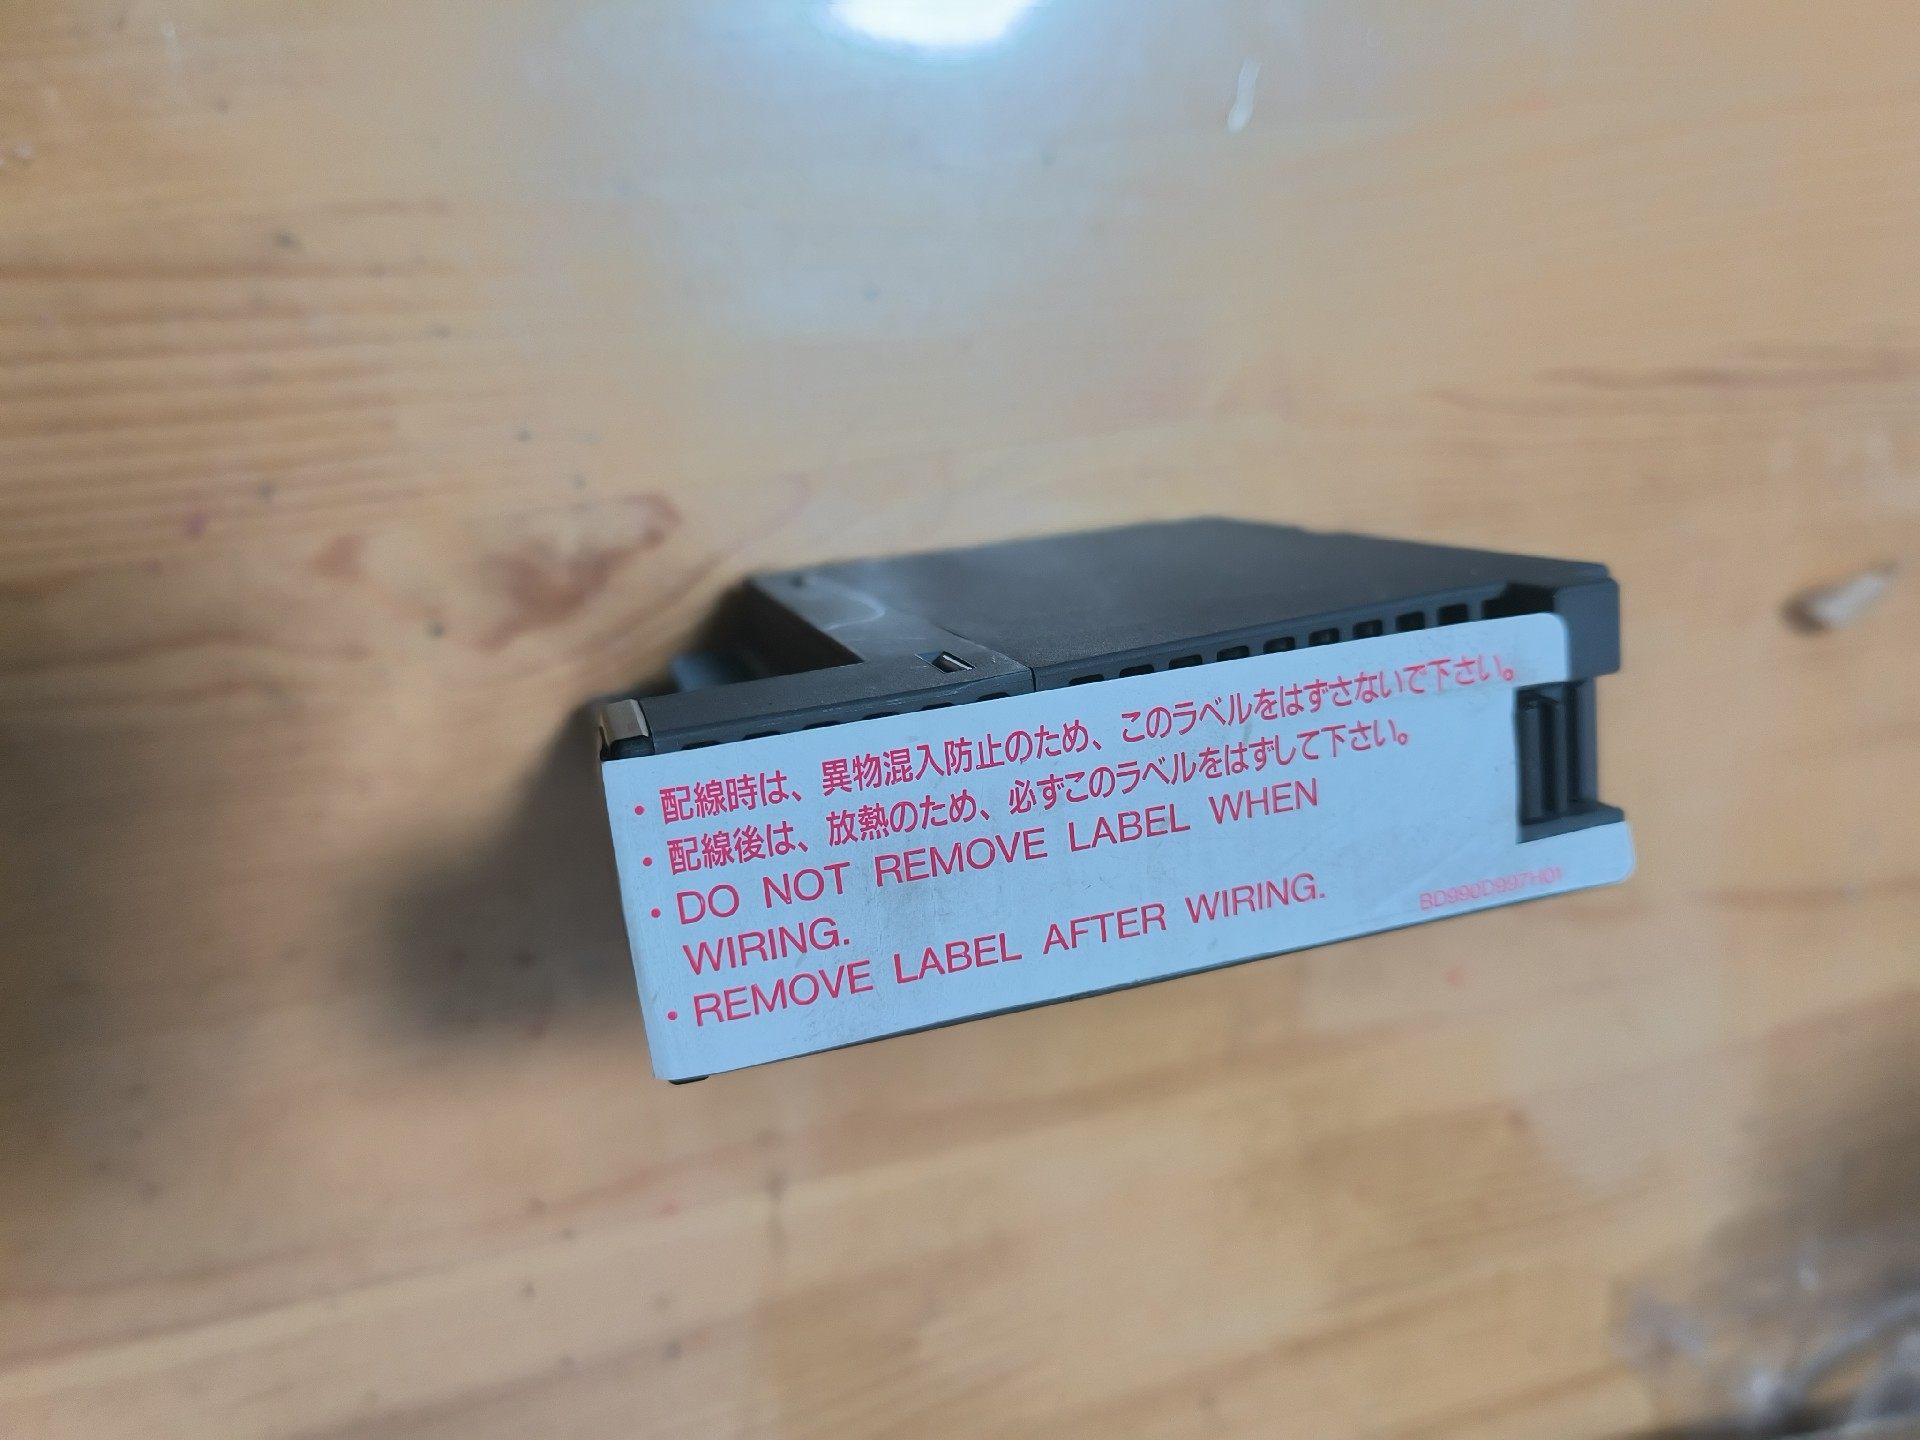 ・配線時は、異物混入防止のため、このラベルをはずさないで下さい。
・配線後は、放熱のため、必ずこのラベルをはずして下さい。
・DO NOT REMOVE LABEL WHEN
WIRING.
・REMOVE LABEL AFTER WIRING.
BD990D997H01